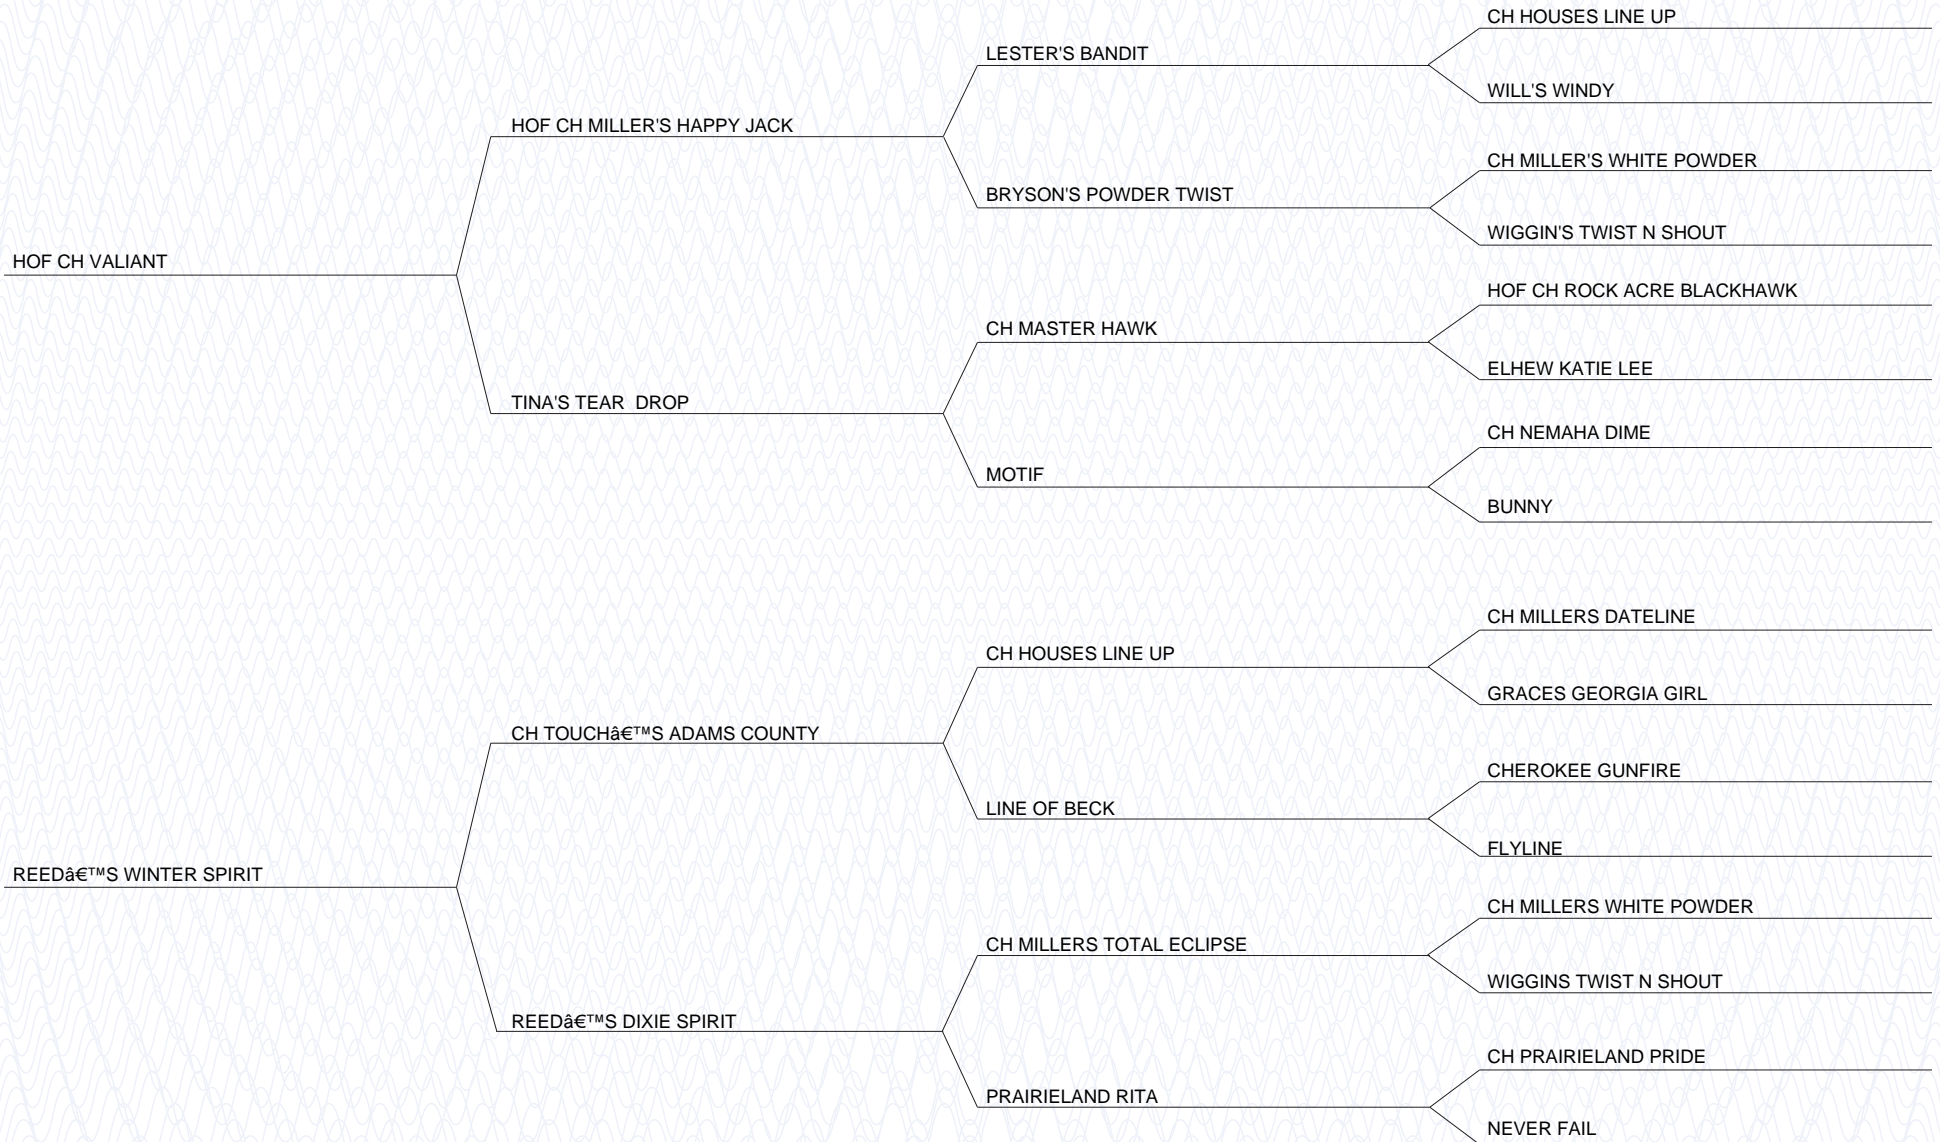 CH HOUSES LINE UP
LESTER'S BANDIT
WILL'S WINDY
HOF CH MILLER'S HAPPY JACK
CH MILLER'S WHITE POWDER
BRYSON'S POWDER TWIST
WIGGIN'S TWIST N SHOUT
HOF CH VALIANT
HOF CH ROCK ACRE BLACKHAWK
CH MASTER HAWK
ELHEW KATIE LEE
TINA'S TEAR  DROP
CH NEMAHA DIME
MOTIF
BUNNY
CH MILLERS DATELINE
CH HOUSES LINE UP
GRACES GEORGIA GIRL
CH TOUCHâ€™S ADAMS COUNTY
CHEROKEE GUNFIRE
LINE OF BECK
FLYLINE
REEDâ€™S WINTER SPIRIT
CH MILLERS WHITE POWDER
CH MILLERS TOTAL ECLIPSE
WIGGINS TWIST N SHOUT
REEDâ€™S DIXIE SPIRIT
CH PRAIRIELAND PRIDE
PRAIRIELAND RITA
NEVER FAIL